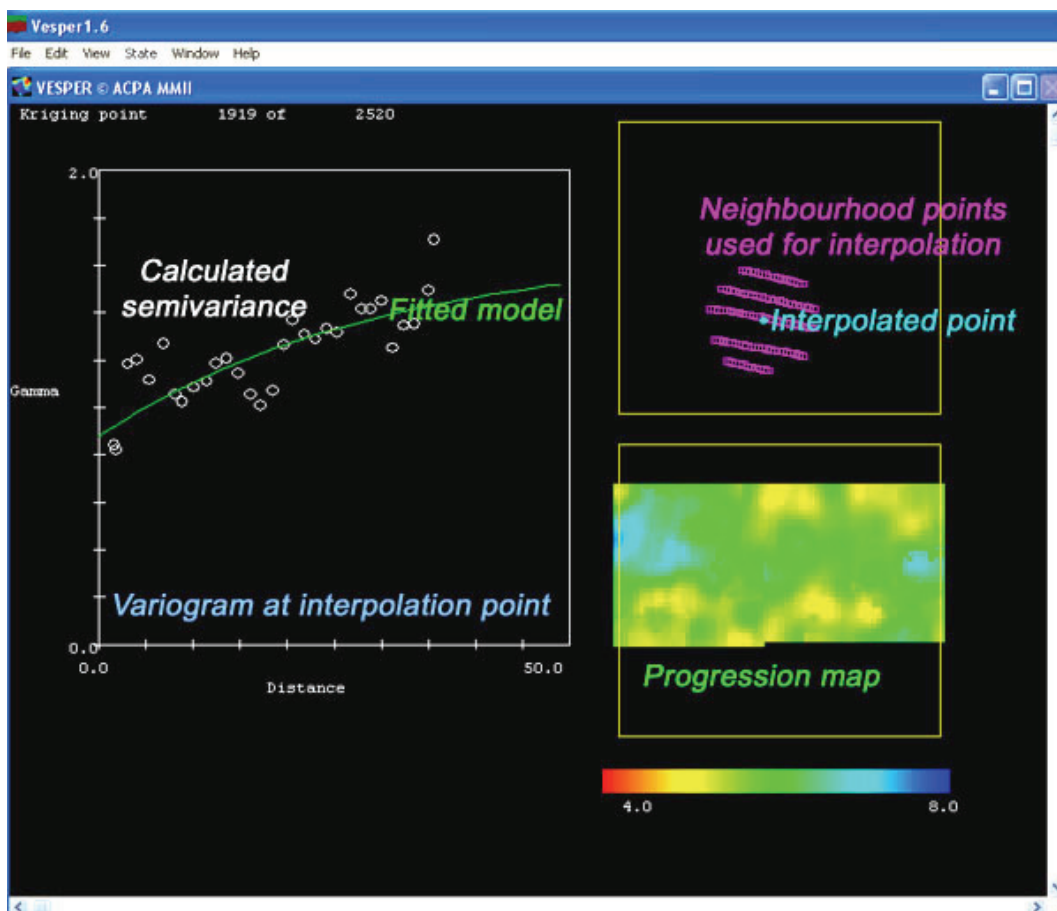 Vesper1.6
File Edit View State Window Help
VESPER © ACPA MMII
Kriging point 1919 of 2520
2.0
Calculated
semivariance
Fitted model
Gamma
Variogram at interpolation point
0.0
0.0 50.0
Distance
Neighbourhood points
used for interpolation
Interpolated point
Progression map
4.0 8.0